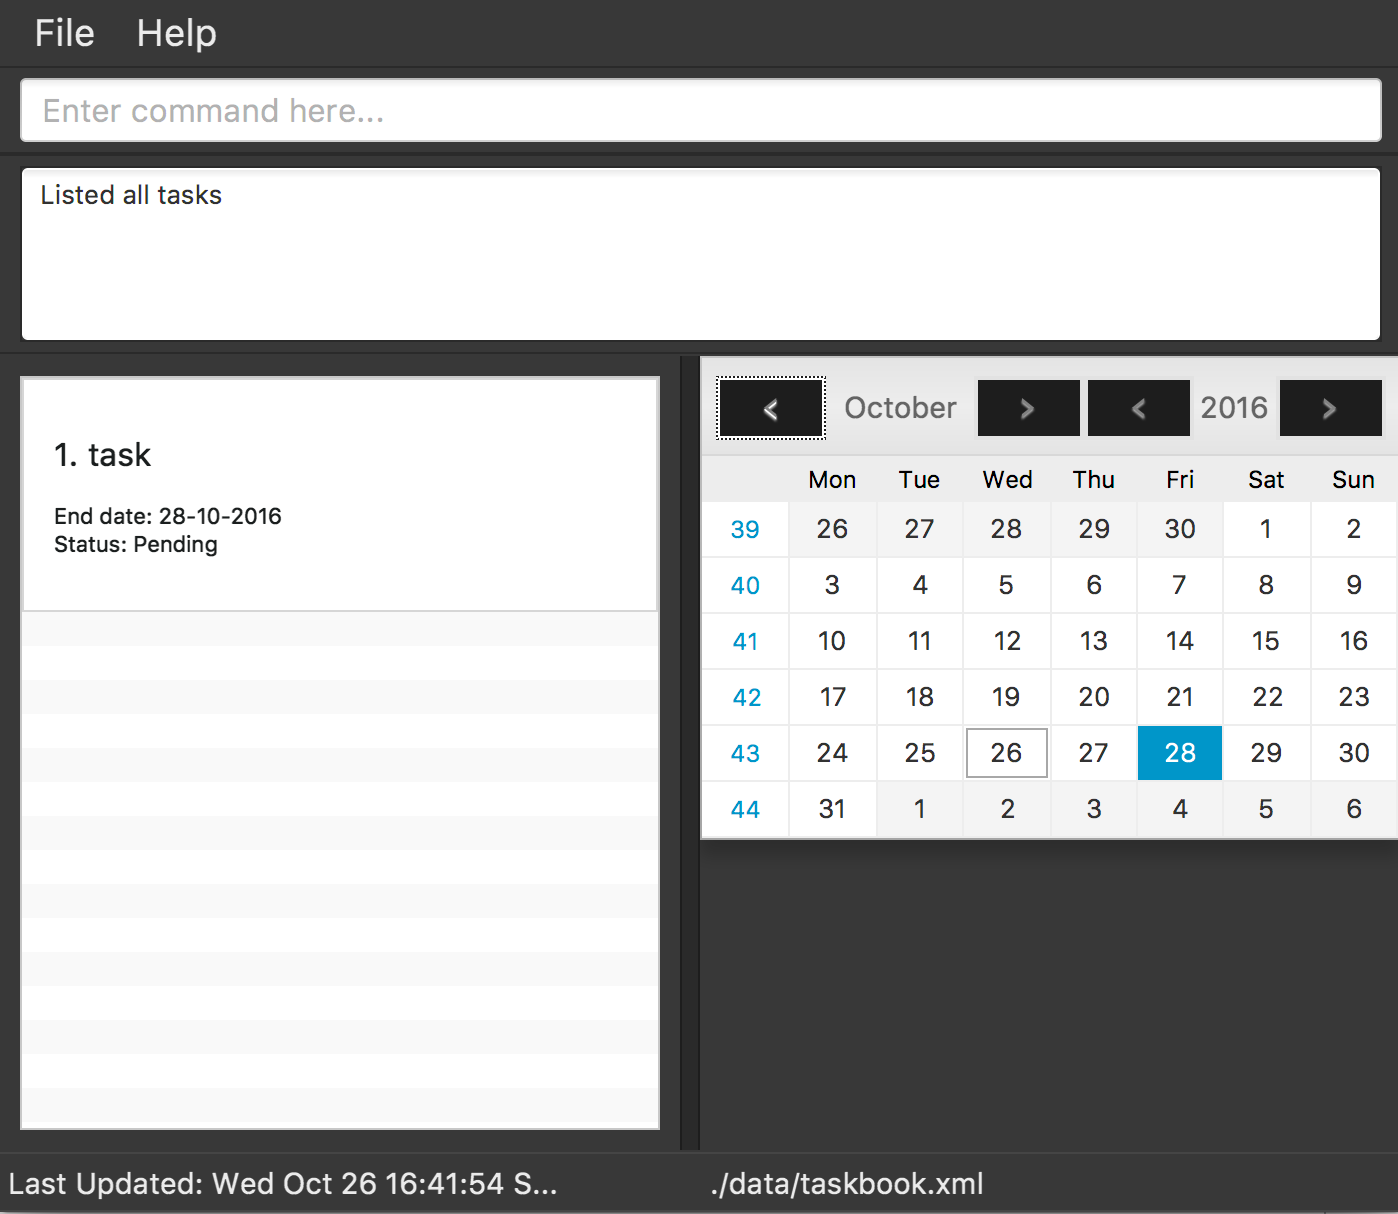 File Help
Enter command here...
Listed all tasks
1. task
End date: 28-10-2016
Status: Pending
< October > < 2016 >
Mon Tue Wed Thu Fri Sat Sun
39 26 27 28 29 30 1 2
40 3 4 5 6 7 8 9
41 10 11 12 13 14 15 16
42 17 18 19 20 21 22 23
43 24 25 26 27 28 29 30
44 31 1 2 3 4 5 6
Last Updated: Wed Oct 26 16:41:54 S... ./data/taskbook.xml